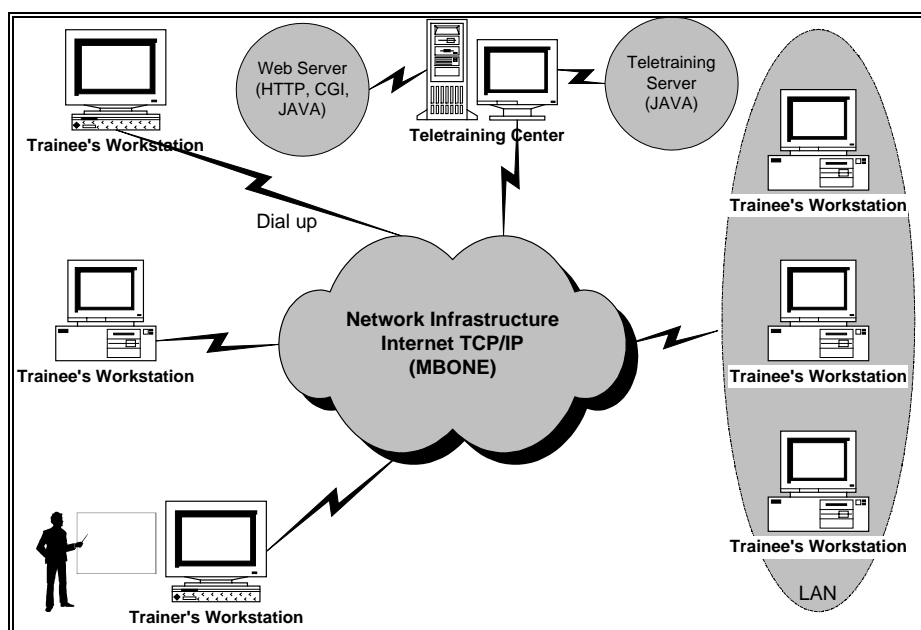 Web Server
(HTTP, CGI,
JAVA)
Teletraining
Server
(JAVA)
Trainee's Workstation
Teletraining Center
Trainee's Workstation
Dial up
Network Infrastructure
Internet TCP/IP
(MBONE)
Trainee's Workstation
Trainee's Workstation
Trainee's Workstation
LAN
Trainer's Workstation